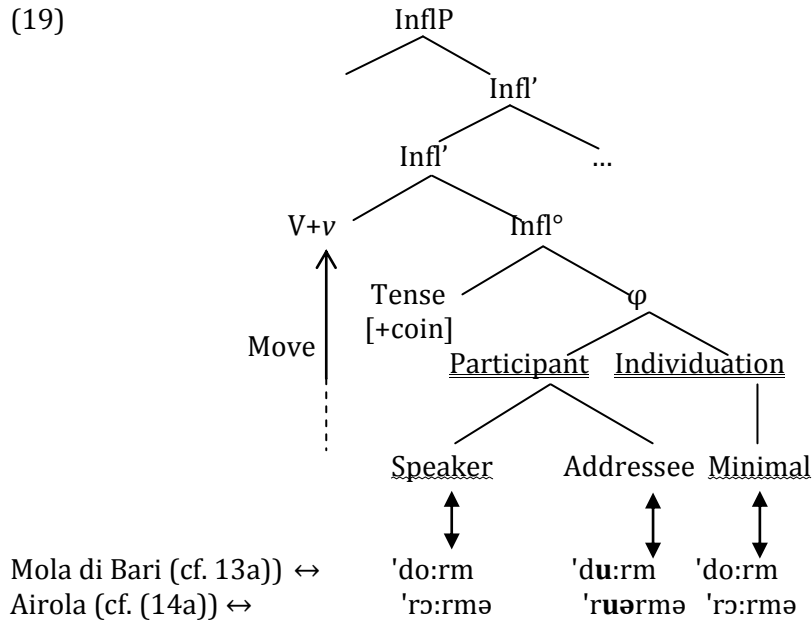 (19)
InflP
Infl’
Infl’ …
V+v Infl°
Tense φ
[+coin]
Move
Participant Individuation
Speaker Addressee Minimal
Mola di Bari (cf. 13a)) ↔ 'do:rm 'du:rm 'do:rm
Airola (cf. (14a)) ↔ 'rɔ:rmə 'ruərmə 'rɔ:rmə